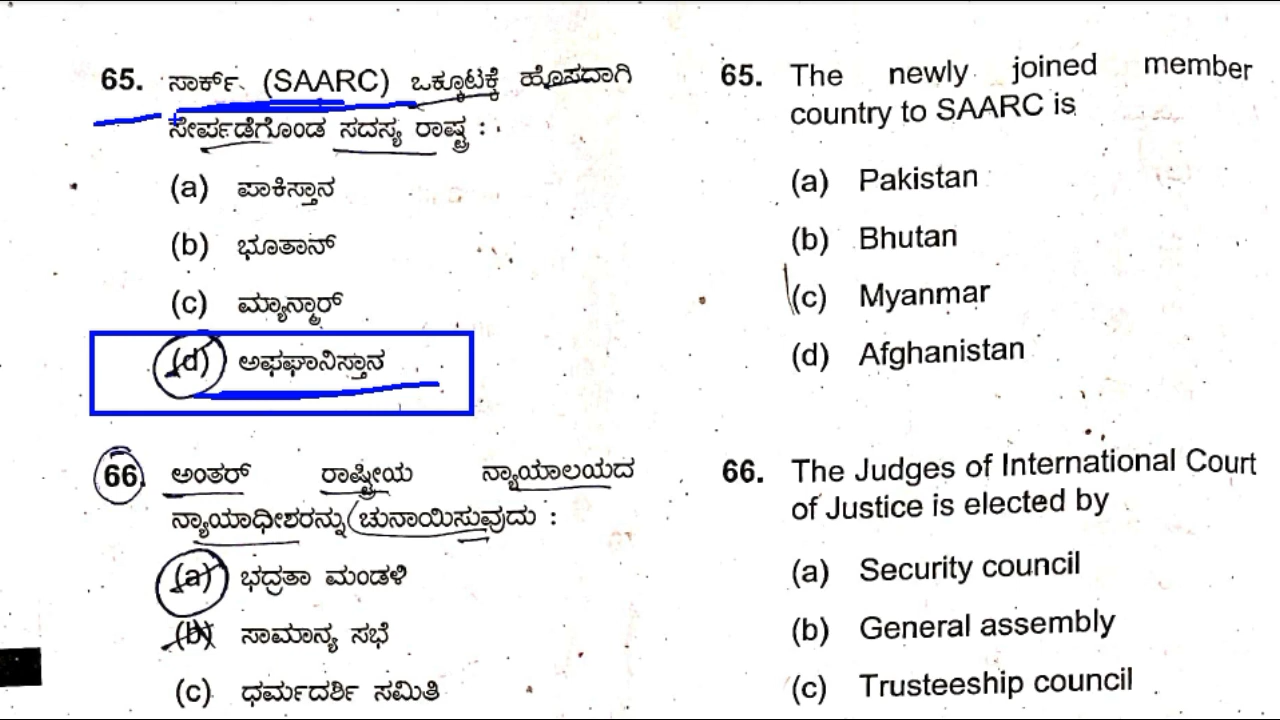 65. ಸಾರ್ಕ್ (SAARC) ಒಕ್ಕೂಟಕ್ಕೆ ಹೊಸದಾಗಿ
ಸೇರ್ಪಡೆಗೊಂಡ ಸದಸ್ಯ ರಾಷ್ಟ್ರ :
(a) ಪಾಕಿಸ್ತಾನ
(b) ಭೂತಾನ್
(c) ಮ್ಯಾನ್ಮಾರ್
(d) ಅಫಘಾನಿಸ್ತಾನ
66. ಅಂತರ್ ರಾಷ್ಟ್ರೀಯ ನ್ಯಾಯಾಲಯದ
ನ್ಯಾಯಾಧೀಶರನ್ನು ಚುನಾಯಿಸುವುದು :
(a) ಭದ್ರತಾ ಮಂಡಳಿ
(b) ಸಾಮಾನ್ಯ ಸಭೆ
(c) ಧರ್ಮದರ್ಶಿ ಸಮಿತಿ
65. The newly joined member
country to SAARC is
(a) Pakistan
(b) Bhutan
(c) Myanmar
(d) Afghanistan
66. The Judges of International Court
of Justice is elected by
(a) Security council
(b) General assembly
(c) Trusteeship council